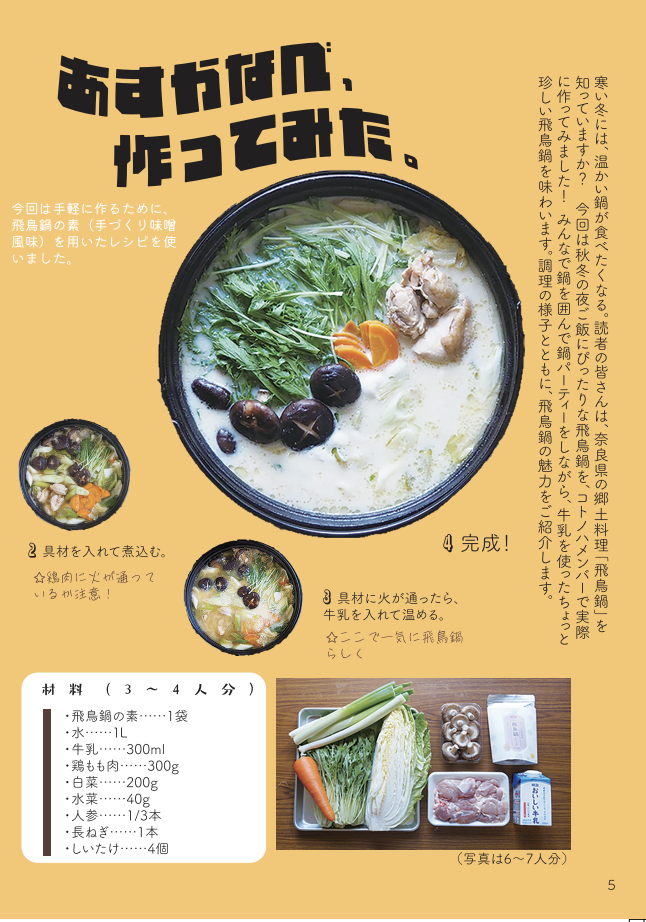 あすかなべ、
作ってみた。
寒い冬には、温かい鍋が食べたくなる。読者の皆さんは、奈良県の郷土料理「飛鳥鍋」を
知っていますか？　今回は秋冬の夜ご飯にぴったりな飛鳥鍋を、コトノハメンバーで実際
に作ってみました！　みんなで鍋を囲んで鍋パーティーをしながら、牛乳を使ったちょっと
珍しい飛鳥鍋を味わいます。調理の様子とともに、飛鳥鍋の魅力をご紹介します。
今回は手軽に作るために、
飛鳥鍋の素（手づくり味噌
風味）を用いたレシピを使
いました。
2 具材を入れて煮込む。
☆鶏肉に火が通って
いるか注意！
3 具材に火が通ったら、
牛乳を入れて温める。
☆ここで一気に飛鳥鍋
らしく
4 完成！
材料（3～4人分）
・飛鳥鍋の素……1袋
・水……1L
・牛乳……300ml
・鶏もも肉……300g
・白菜……200g
・水菜……40g
・人参……1/3本
・長ねぎ……1本
・しいたけ……4個
おいしい牛乳
（写真は6～7人分）
5